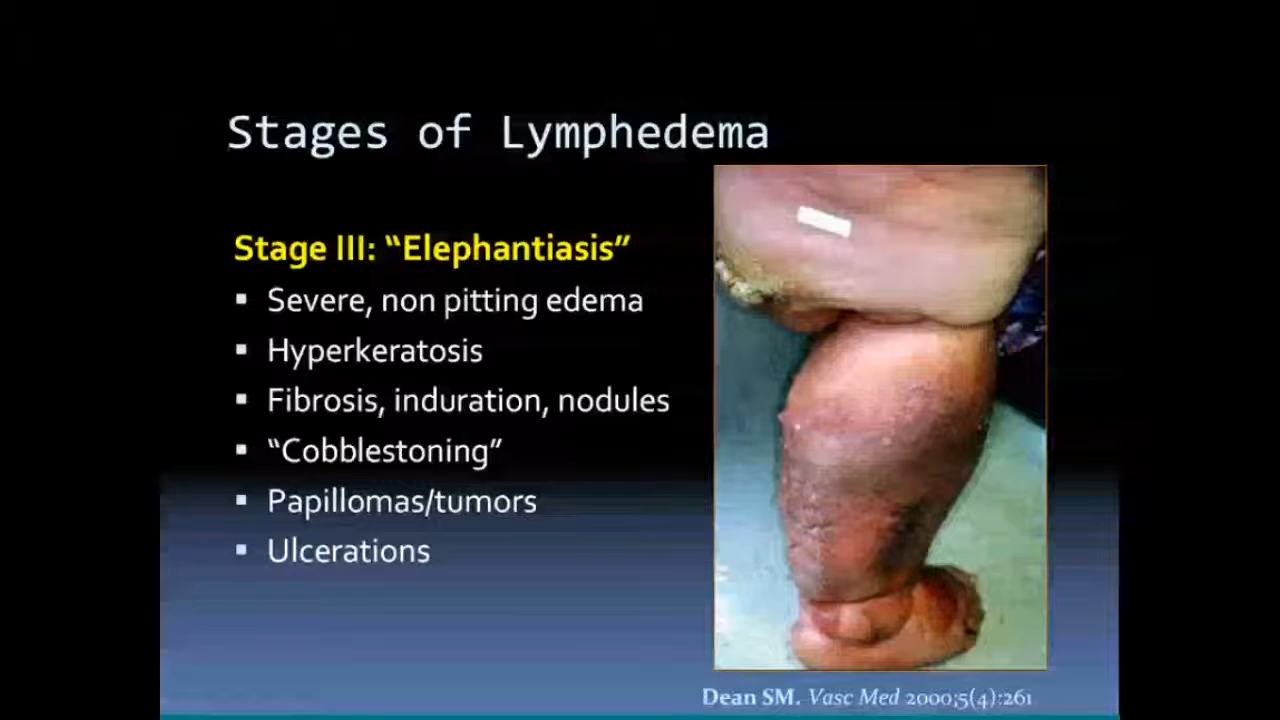 Stages of Lymphedema
Stage III: “Elephantiasis”
▪ Severe, non pitting edema
▪ Hyperkeratosis
▪ Fibrosis, induration, nodules
▪ “Cobblestoning”
▪ Papillomas/tumors
▪ Ulcerations
Dean SM. Vasc Med 2000;5(4):261